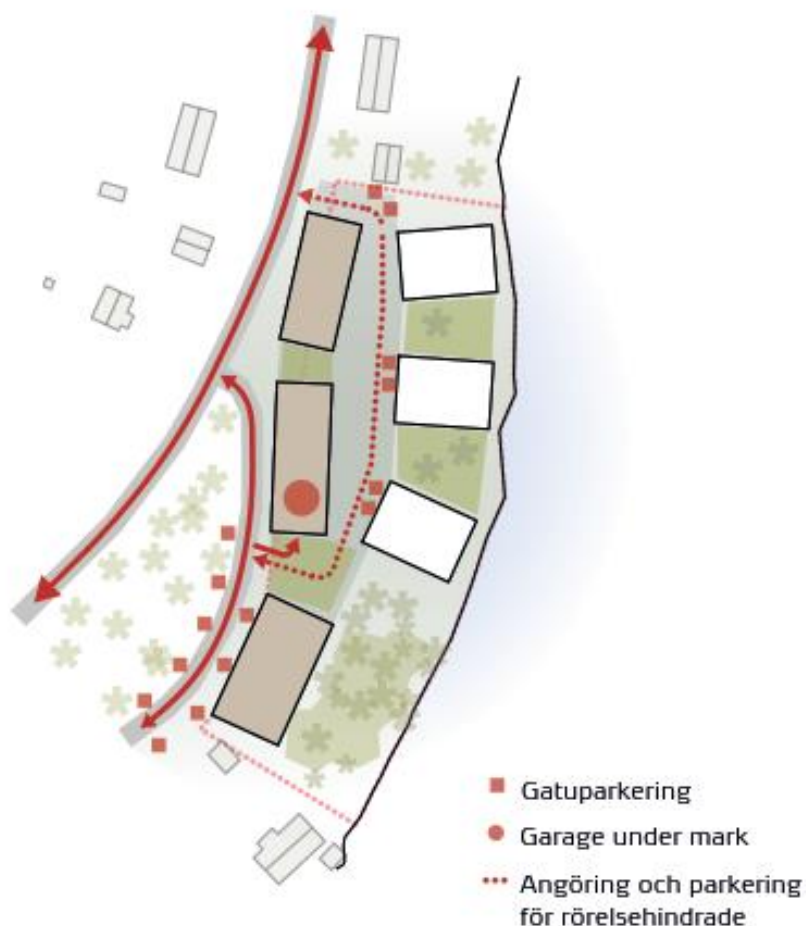 Gatuparkering
Garage under mark
Angöring och parkering
för rörelsehindrade